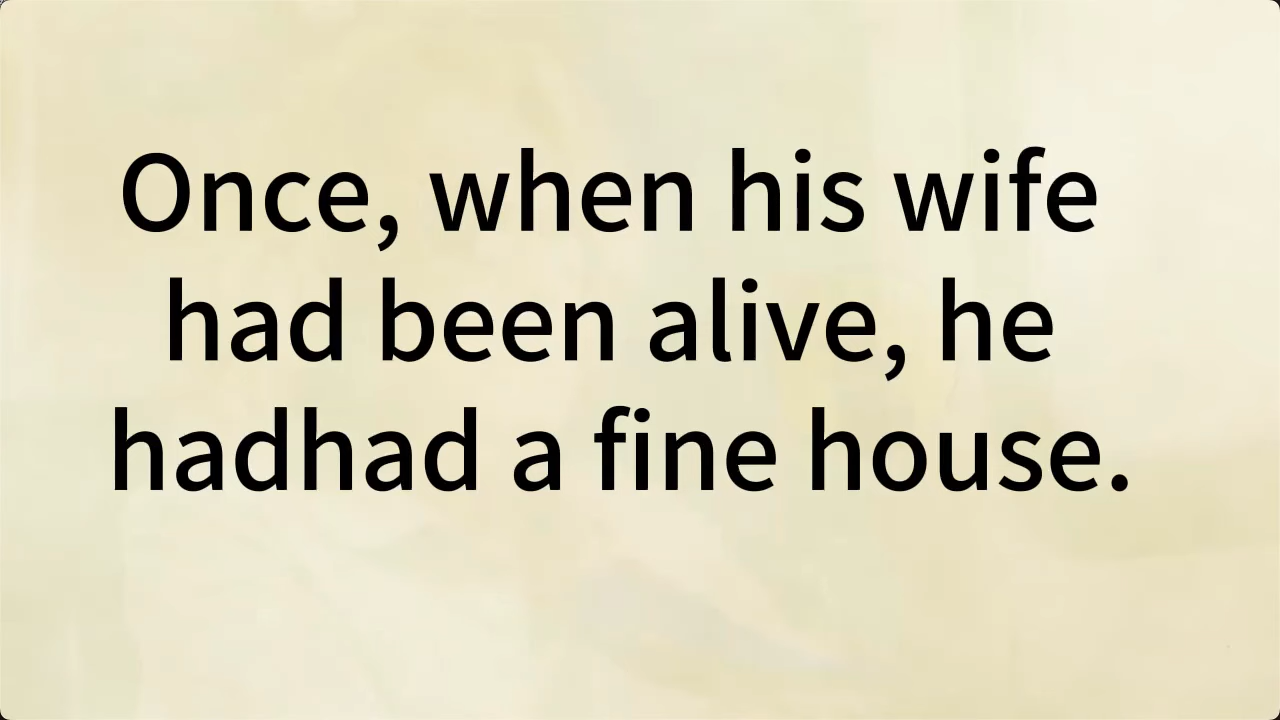 Once, when his wife
had been alive, he
hadhad a fine house.